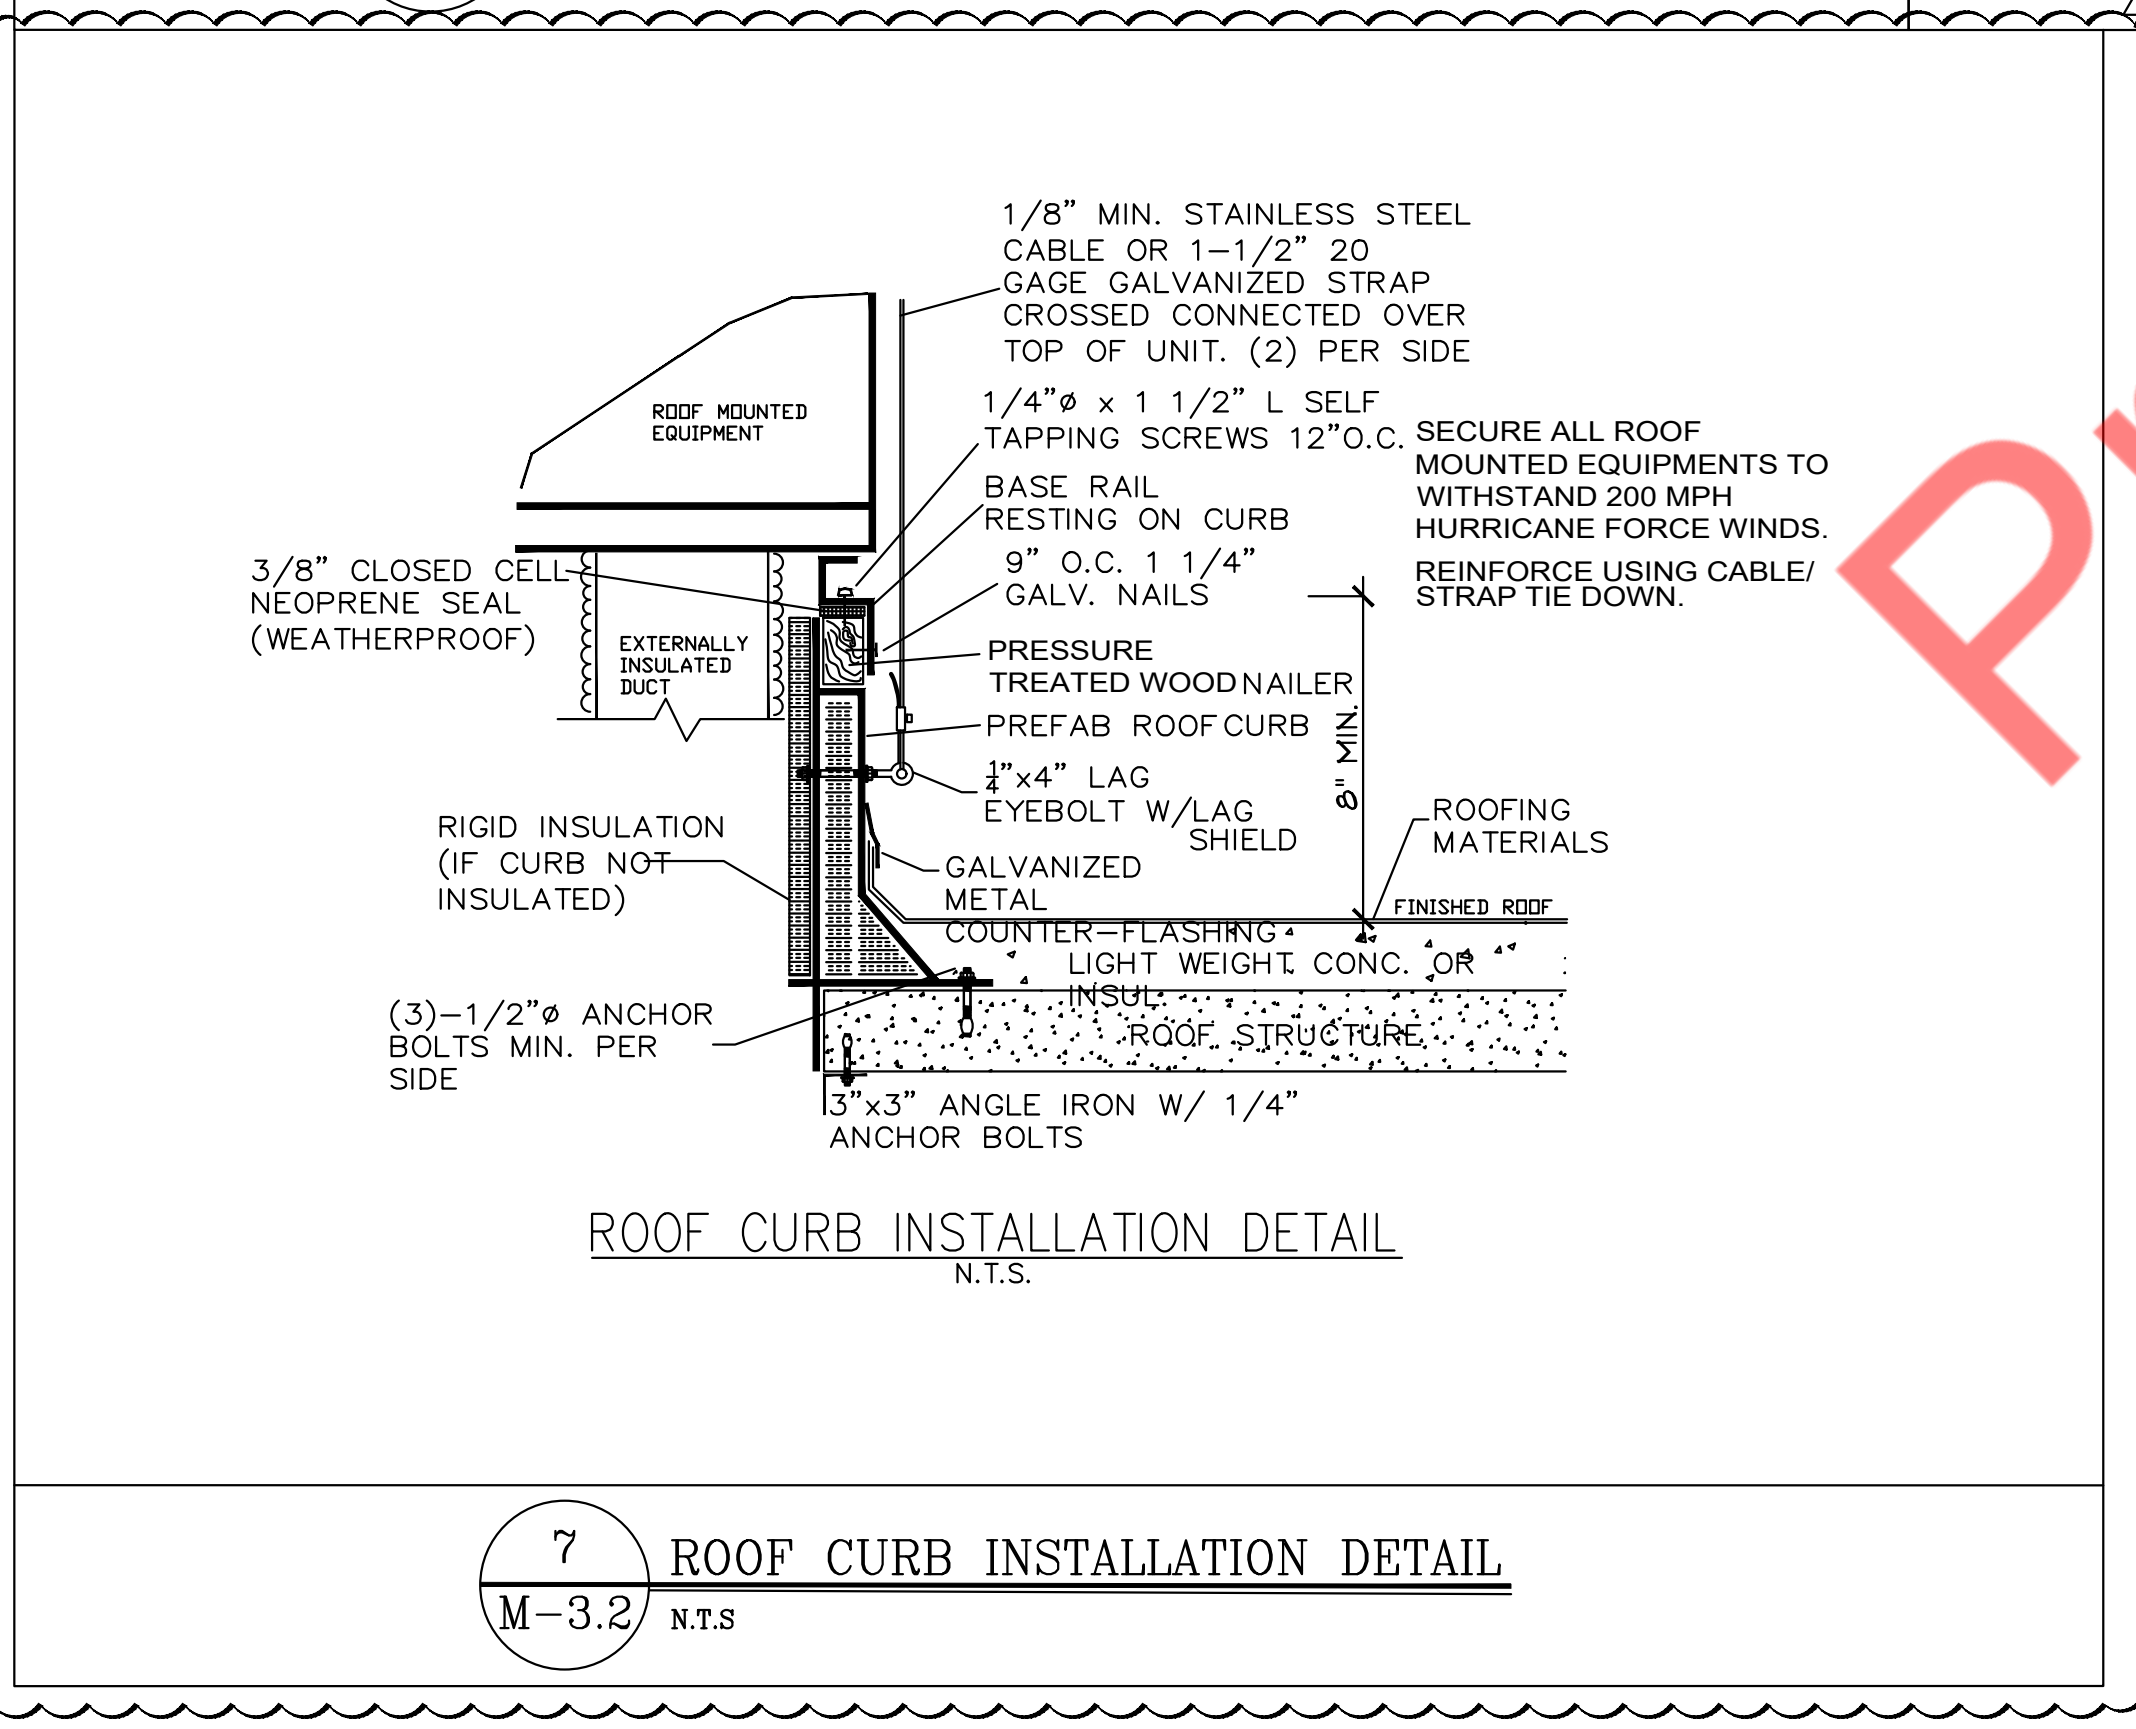 1/8" MIN. STAINLESS STEEL
CABLE OR 1-1/2" 20
GAGE GALVANIZED STRAP
CROSSED CONNECTED OVER
TOP OF UNIT. (2) PER SIDE
ROOF MOUNTED
EQUIPMENT
1/4"ø x 1 1/2" L SELF
TAPPING SCREWS 12"O.C.
SECURE ALL ROOF
MOUNTED EQUIPMENTS TO
WITHSTAND 200 MPH
HURRICANE FORCE WINDS.
REINFORCE USING CABLE/
STRAP TIE DOWN.
BASE RAIL
RESTING ON CURB
9" O.C. 1 1/4"
GALV. NAILS
3/8" CLOSED CELL
NEOPRENE SEAL
(WEATHERPROOF)
EXTERNALLY
INSULATED
DUCT
PRESSURE
TREATED WOOD NAILER
PREFAB ROOF CURB
8" MIN.
1/4"x4" LAG
EYEBOLT W/LAG
SHIELD
RIGID INSULATION
(IF CURB NOT
INSULATED)
GALVANIZED
METAL
COUNTER-FLASHING
ROOFING
MATERIALS
FINISHED ROOF
LIGHT WEIGHT CONC. OR
INSUL.
ROOF STRUCTURE
(3)-1/2"ø ANCHOR
BOLTS MIN. PER
SIDE
3"x3" ANGLE IRON W/ 1/4"
ANCHOR BOLTS
ROOF CURB INSTALLATION DETAIL
N.T.S.
7
M-3.2
ROOF CURB INSTALLATION DETAIL
N.T.S